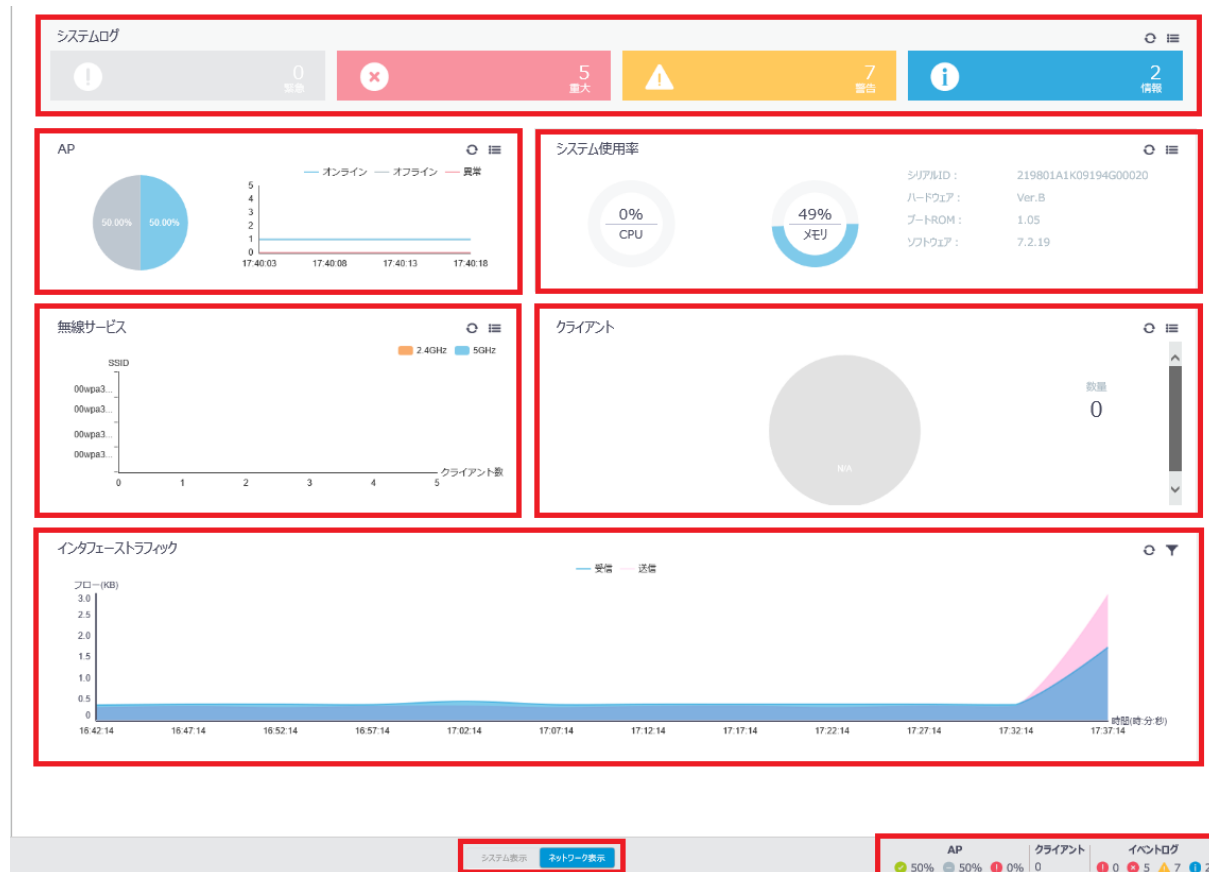 システムログ
0
緊急
5
重大
7
警告
2
情報
AP
オンライン オフライン 異常
50.00% 50.00%
5
4
3
2
1
0
17:40:03 17:40:08 17:40:13 17:40:18
システム使用率
0%
CPU
49%
メモリ
シリアルID : 219801A1K09194G00020
ハードウェア : Ver.B
ブートROM : 1.05
ソフトウェア : 7.2.19
無線サービス
2.4GHz 5GHz
SSID
00wpa3...
00wpa3...
00wpa3...
00wpa3...
クライアント数
0 1 2 3 4 5
クライアント
数量
0
N/A
インタフェーストラフィック
受信 送信
フロー(KB)
3.0
2.5
2.0
1.5
1.0
0.5
0
時間(時:分:秒)
16:42:14 16:47:14 16:52:14 16:57:14 17:02:14 17:07:14 17:12:14 17:17:14 17:22:14 17:27:14 17:32:14 17:37:14
システム表示 ネットワーク表示
AP クライアント イベントログ
50% 50% 0% 0 0 5 7 2